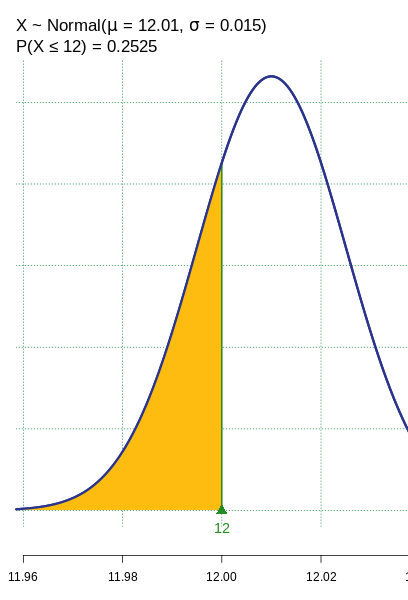 X ~ Normal(μ = 12.01, σ = 0.015)
P(X ≤ 12) = 0.2525
12
11.96 11.98 12.00 12.02